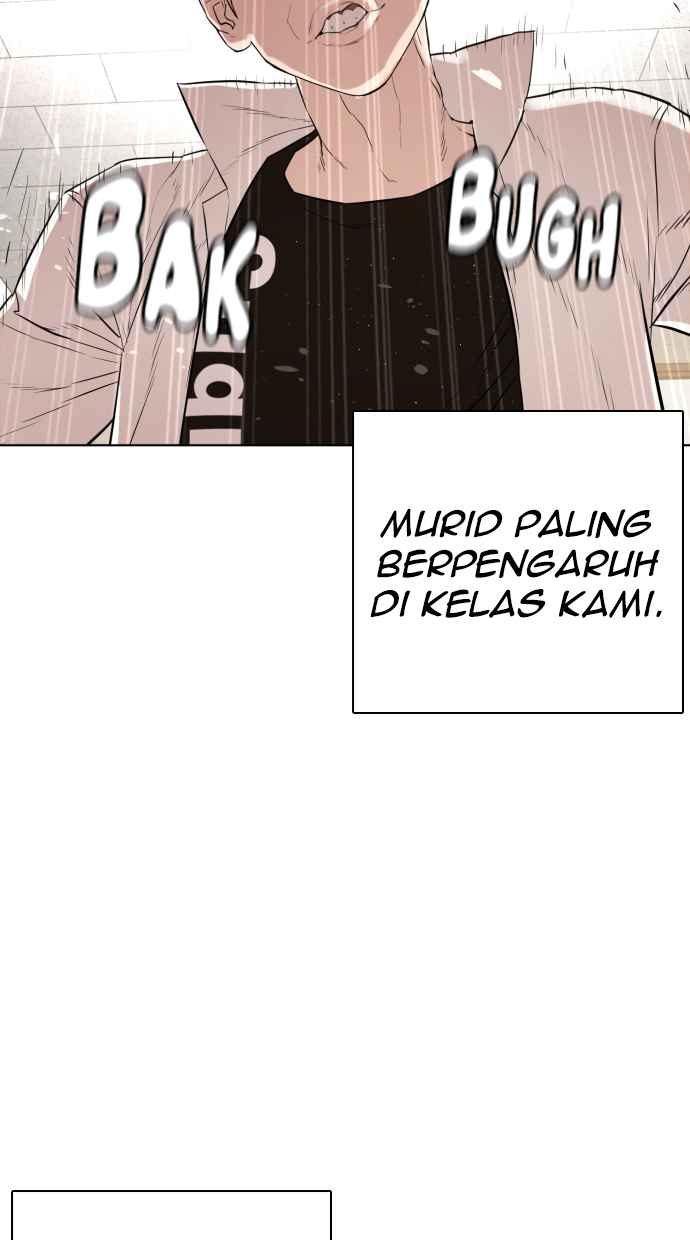 BAK
BUGH
MURID PALING
BERPENGARUH
DI KELAS KAMI.